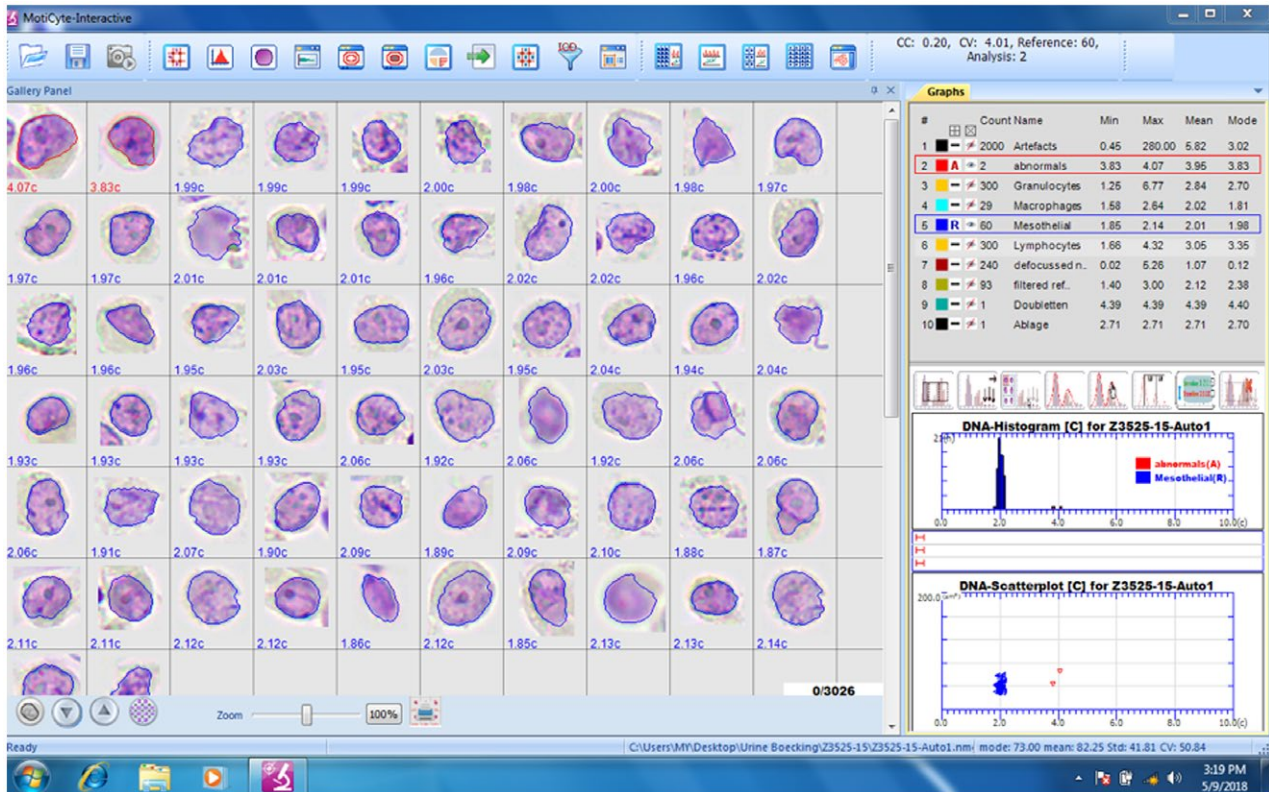 MotiCyte-Interactive
CC: 0.20, CV: 4.01, Reference: 60,
Analysis: 2
Gallery Panel
4.07c 3.83c 1.99c 1.99c 1.99c 2.00c 1.98c 2.00c 1.98c 1.97c
1.97c 1.97c 2.01c 2.01c 1.96c 2.02c 2.02c 1.96c 2.02c
1.96c 1.96c 1.95c 2.03c 1.95c 2.03c 1.95c 2.04c 1.94c 2.04c
1.93c 1.93c 1.93c 1.93c 2.06c 1.92c 2.06c 1.92c 2.06c 2.06c
2.06c 1.91c 2.07c 1.90c 2.09c 1.89c 2.09c 2.10c 1.88c 1.87c
2.11c 2.11c 2.12c 2.12c 1.86c 2.12c 1.85c 2.13c 2.13c 2.14c
0/3026
Zoom 100%
Graphs
# Count Name Min Max Mean Mode
1 2000 Artefacts 0.45 280.00 5.82 3.02
2 A 2 abnormals 3.83 4.07 3.95 3.83
3 300 Granulocytes 1.25 6.77 2.84 2.70
4 29 Macrophages 1.58 2.64 2.02 1.81
5 R 60 Mesothelial 1.85 2.14 2.01 1.98
6 300 Lymphocytes 1.66 4.32 3.05 3.35
7 240 defocussed n.. 0.02 5.26 1.07 0.12
8 93 filtered ref.. 1.40 3.00 2.12 2.38
9 1 Doubletten 4.39 4.39 4.39 4.40
10 1 Ablage 2.71 2.71 2.71 2.70
DNA-Histogram [C] for Z3525-15-Auto1
21(n)
abnormals(A)
Mesothelial(R)
0.0 2.0 4.0 6.0 8.0 10.0(c)
DNA-Scatterplot [C] for Z3525-15-Auto1
200.0(µm²)
0.0 2.0 4.0 6.0 8.0 10.0(c)
Ready
C:\Users\MY\Desktop\Urine Boecking\Z3525-15\Z3525-15-Auto1.nm
mode: 73.00 mean: 82.25 Std: 41.81 CV: 50.84
3:19 PM
5/9/2018